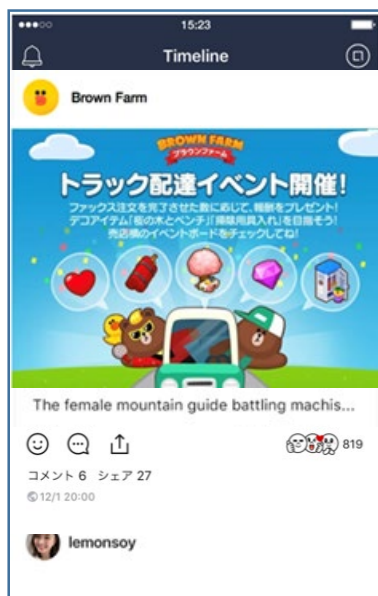 15:23
Timeline
Brown Farm
BROWN FARM
ブラウンファーム
トラック配達イベント開催!
ファックス注文を完了させた数に応じて、報酬をプレゼント!
デコアイテム「桜の木とベンチ」「掃除用具入れ」を目指そう!
売店横のイベントボードをチェックしてね!
The female mountain guide battling machis...
819
コメント 6 シェア 27
12/1 20:00
lemonsoy